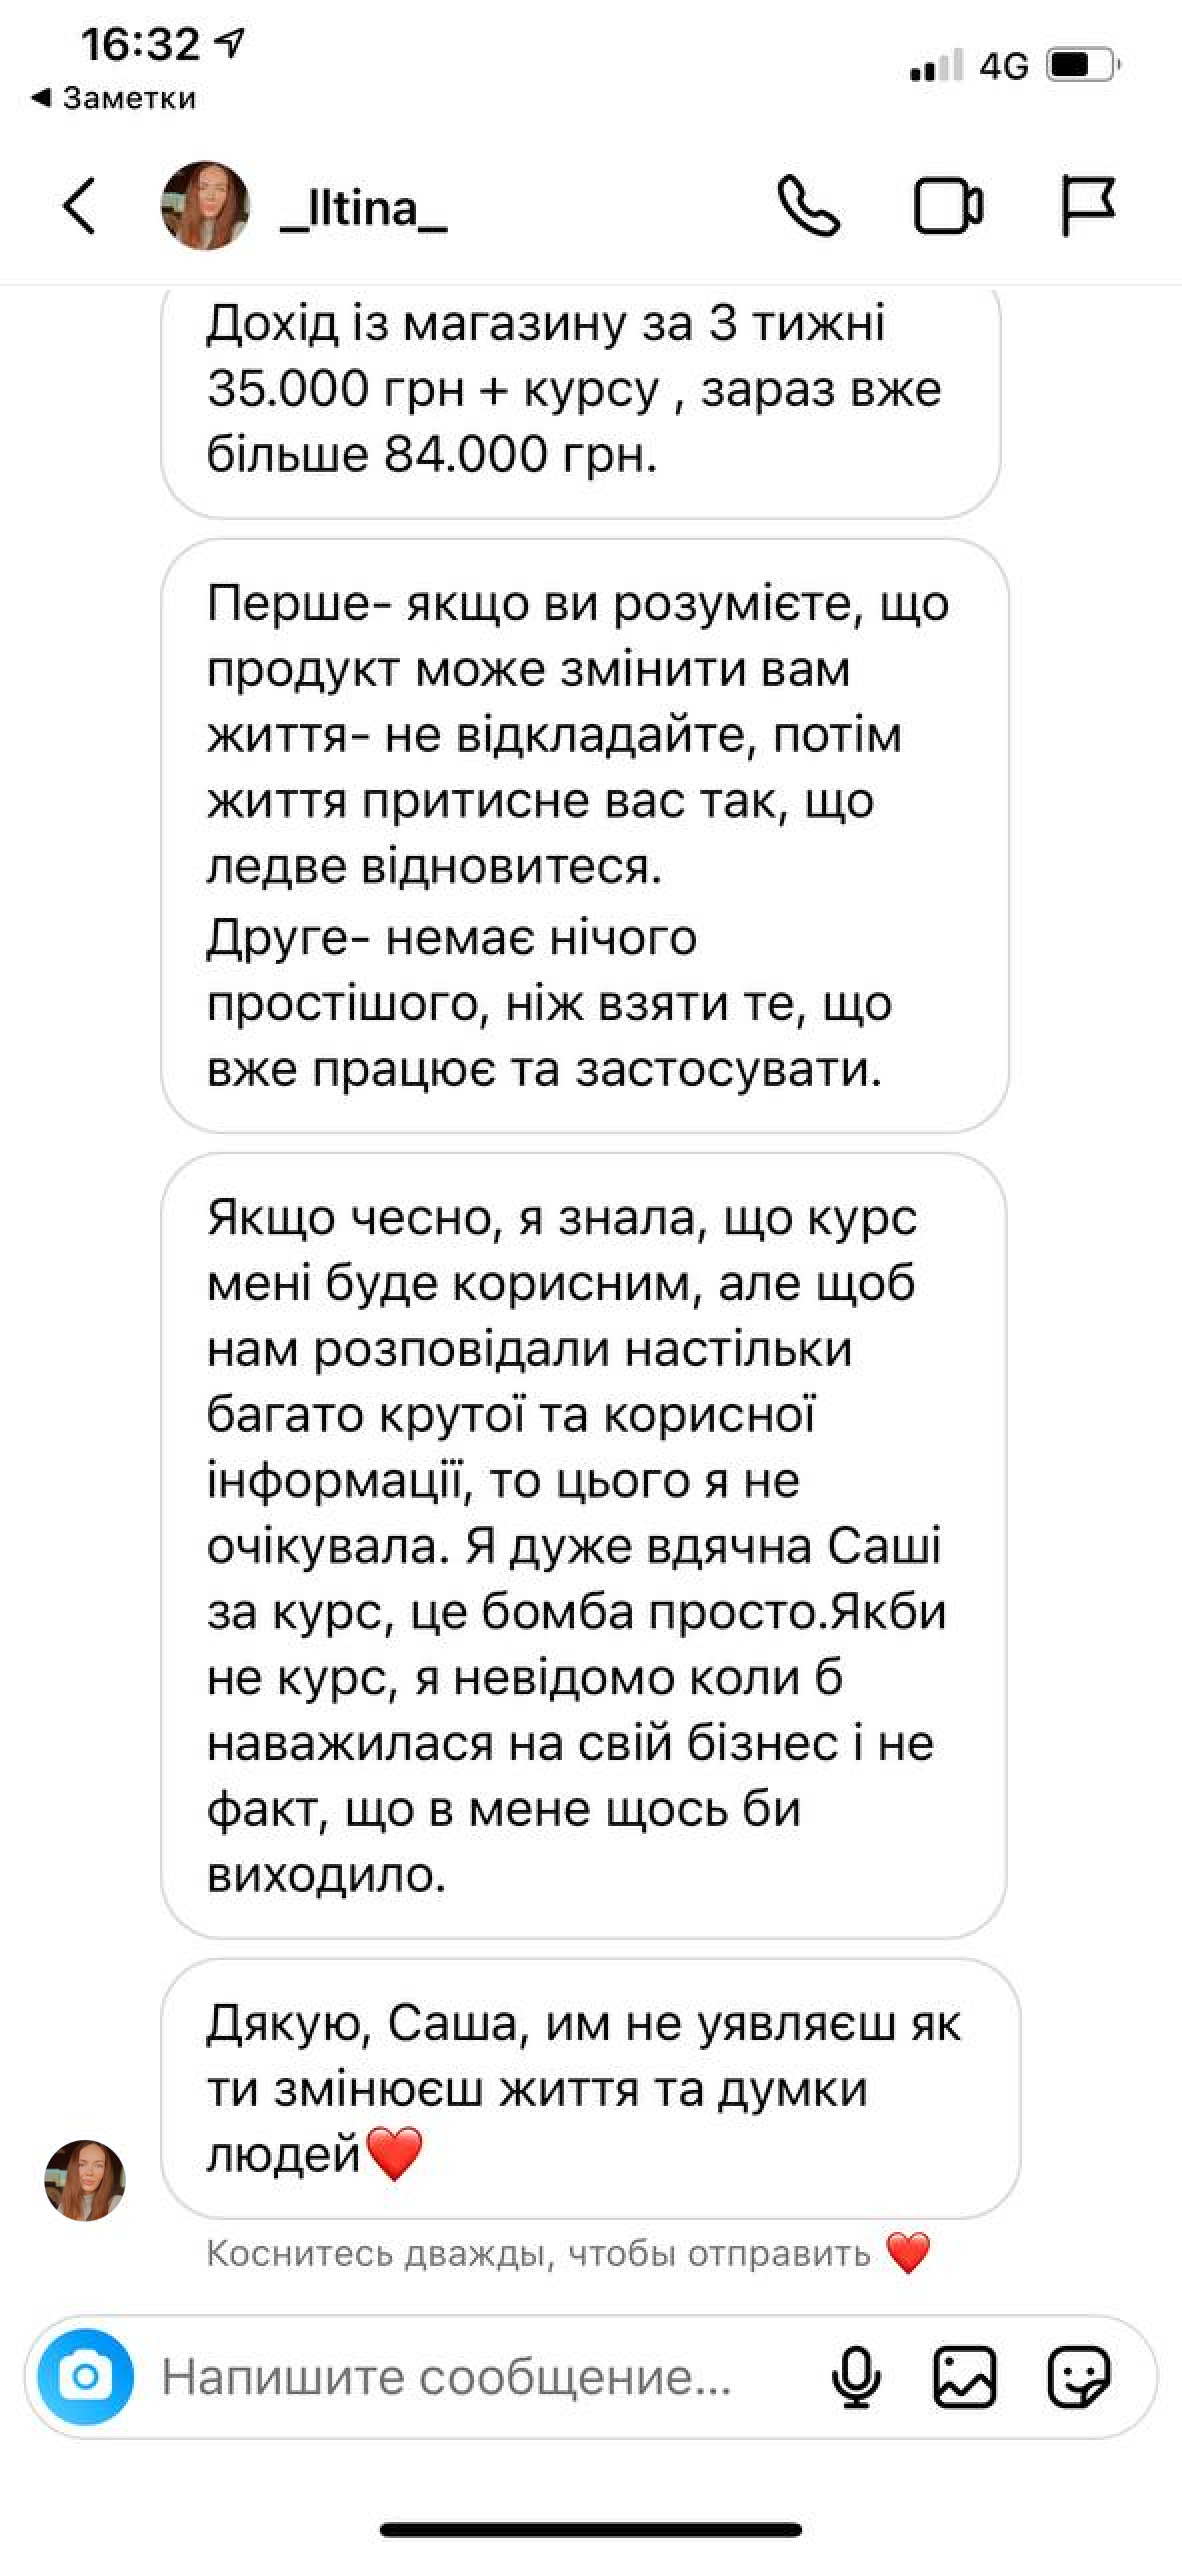 16:32
Заметки
_lltina_
4G
Дохід із магазину за 3 тижні
35.000 грн + курсу , зараз вже
більше 84.000 грн.
Перше- якщо ви розумієте, що
продукт може змінити вам
життя- не відкладайте, потім
життя притисне вас так, що
ледве відновитеся.
Друге- немає нічого
простішого, ніж взяти те, що
вже працює та застосувати.
Якщо чесно, я знала, що курс
мені буде корисним, але щоб
нам розповідали настільки
багато крутої та корисної
інформації, то цього я не
очікувала. Я дуже вдячна Саші
за курс, це бомба просто.Якби
не курс, я невідомо коли б
наважилася на свій бізнес і не
факт, що в мене щось би
виходило.
Дякую, Саша, им не уявляєш як
ти змінюєш життя та думки
людей❤️
Коснитесь дважды, чтобы отправить ❤️
Напишите сообщение...